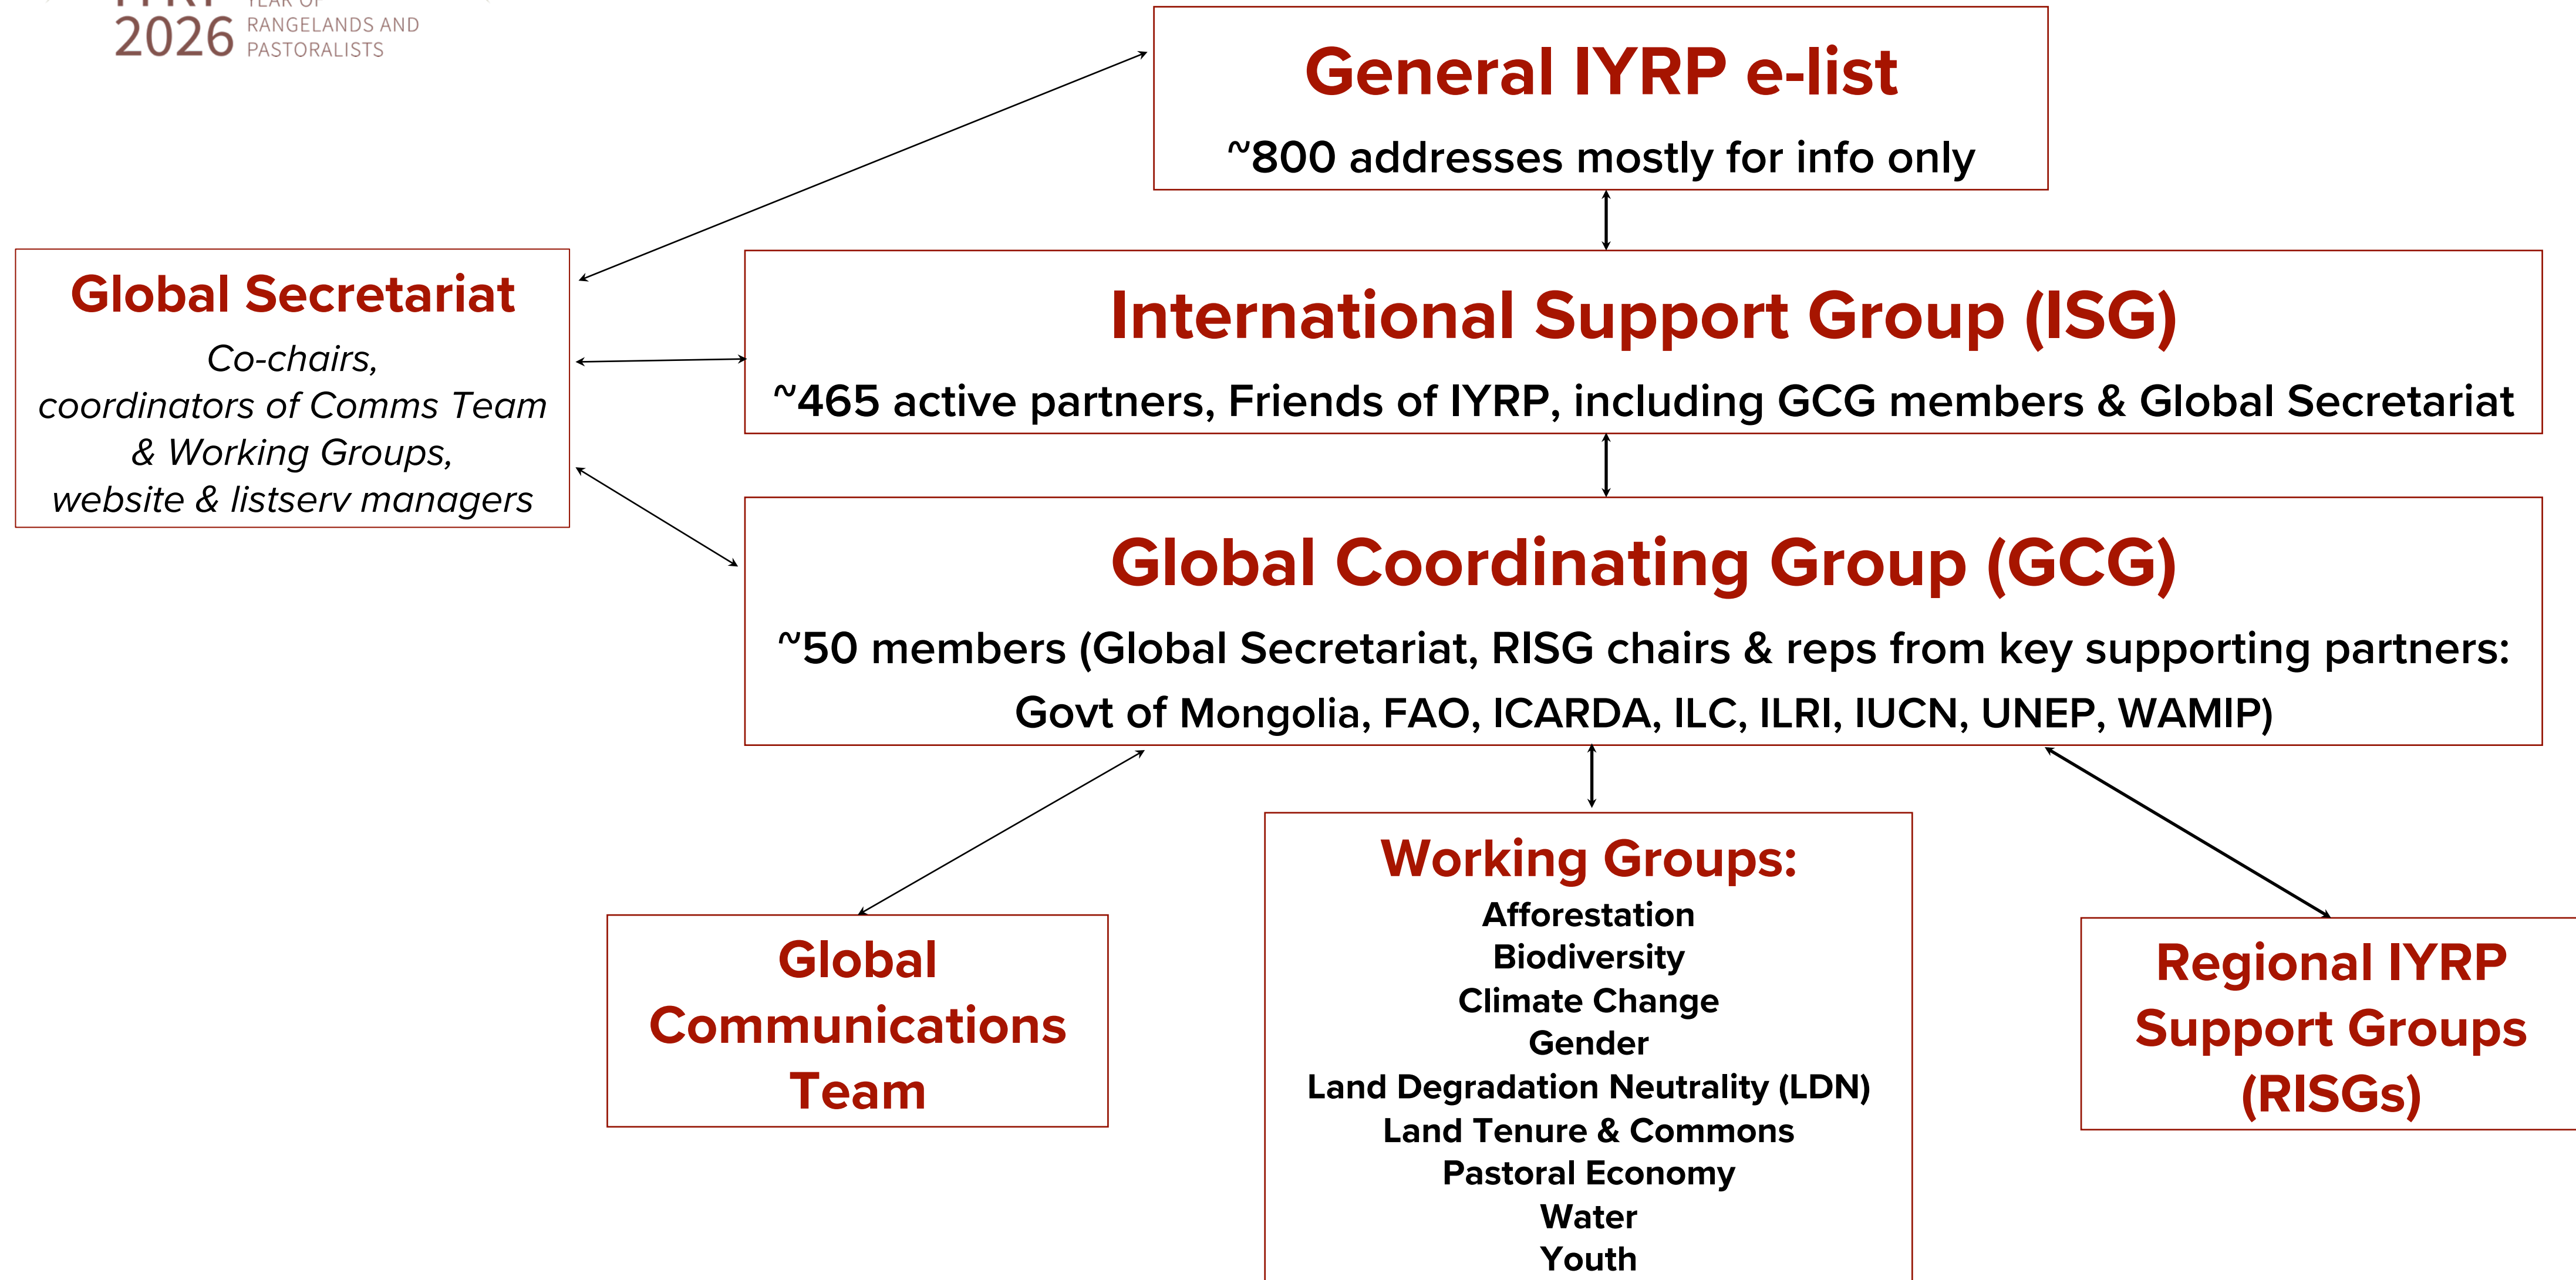 2026
YEAR OF
RANGELANDS AND
PASTORALISTS
General IYRP e-list
~800 addresses mostly for info only
Global Secretariat
Co-chairs,
coordinators of Comms Team
& Working Groups,
website & listserv managers
International Support Group (ISG)
~465 active partners, Friends of IYRP, including GCG members & Global Secretariat
Global Coordinating Group (GCG)
~50 members (Global Secretariat, RISG chairs & reps from key supporting partners:
Govt of Mongolia, FAO, ICARDA, ILC, ILRI, IUCN, UNEP, WAMIP)
Global
Communications
Team
Working Groups:
Afforestation
Biodiversity
Climate Change
Gender
Land Degradation Neutrality (LDN)
Land Tenure & Commons
Pastoral Economy
Water
Youth
Regional IYRP
Support Groups
(RISGs)